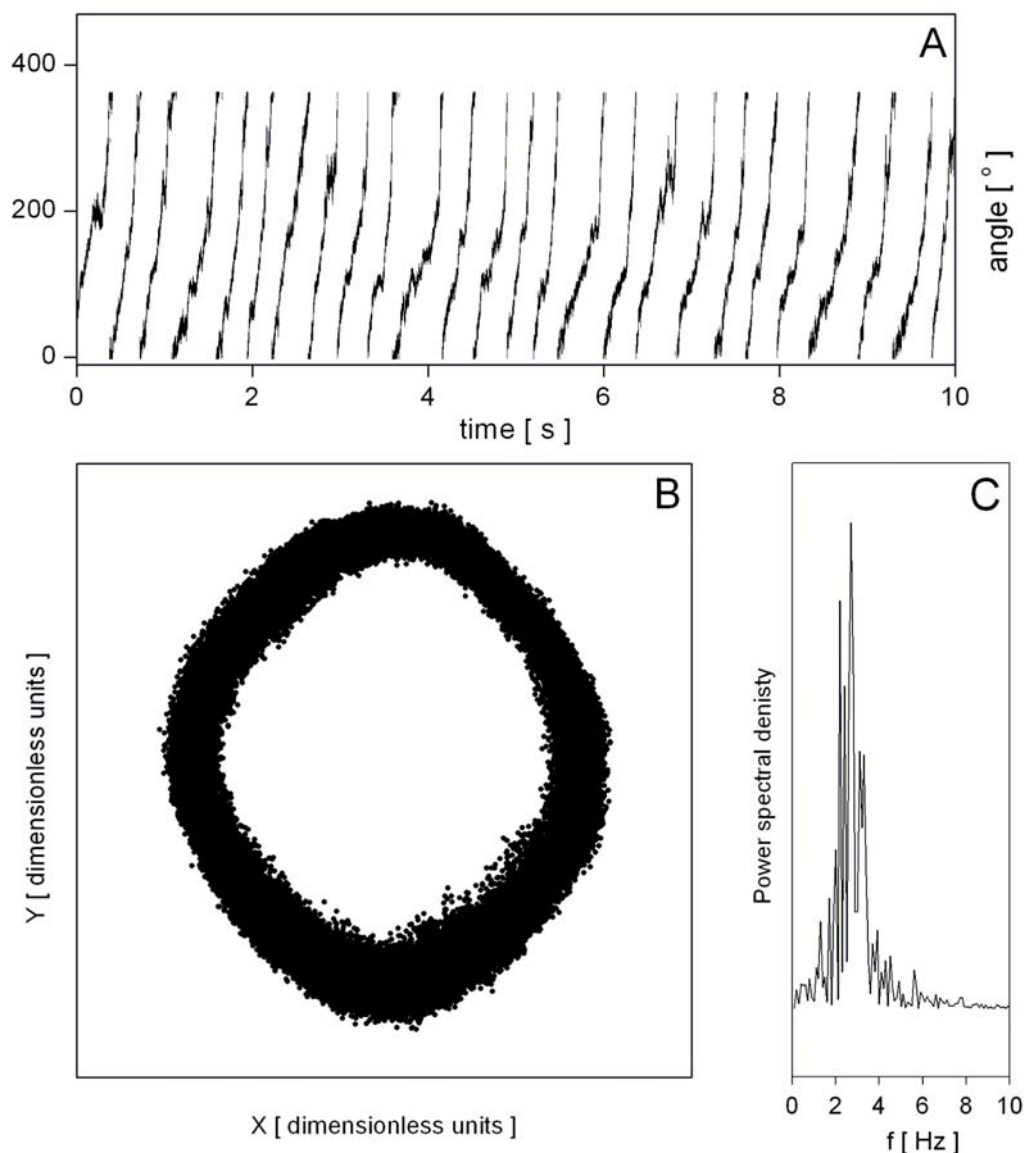 A
400
200
0
angle [ ° ]
0 2 4 6 8 10
time [ s ]
B
Y [ dimensionless units ]
X [ dimensionless units ]
C
Power spectral denisty
0 2 4 6 8 10
f [ Hz ]